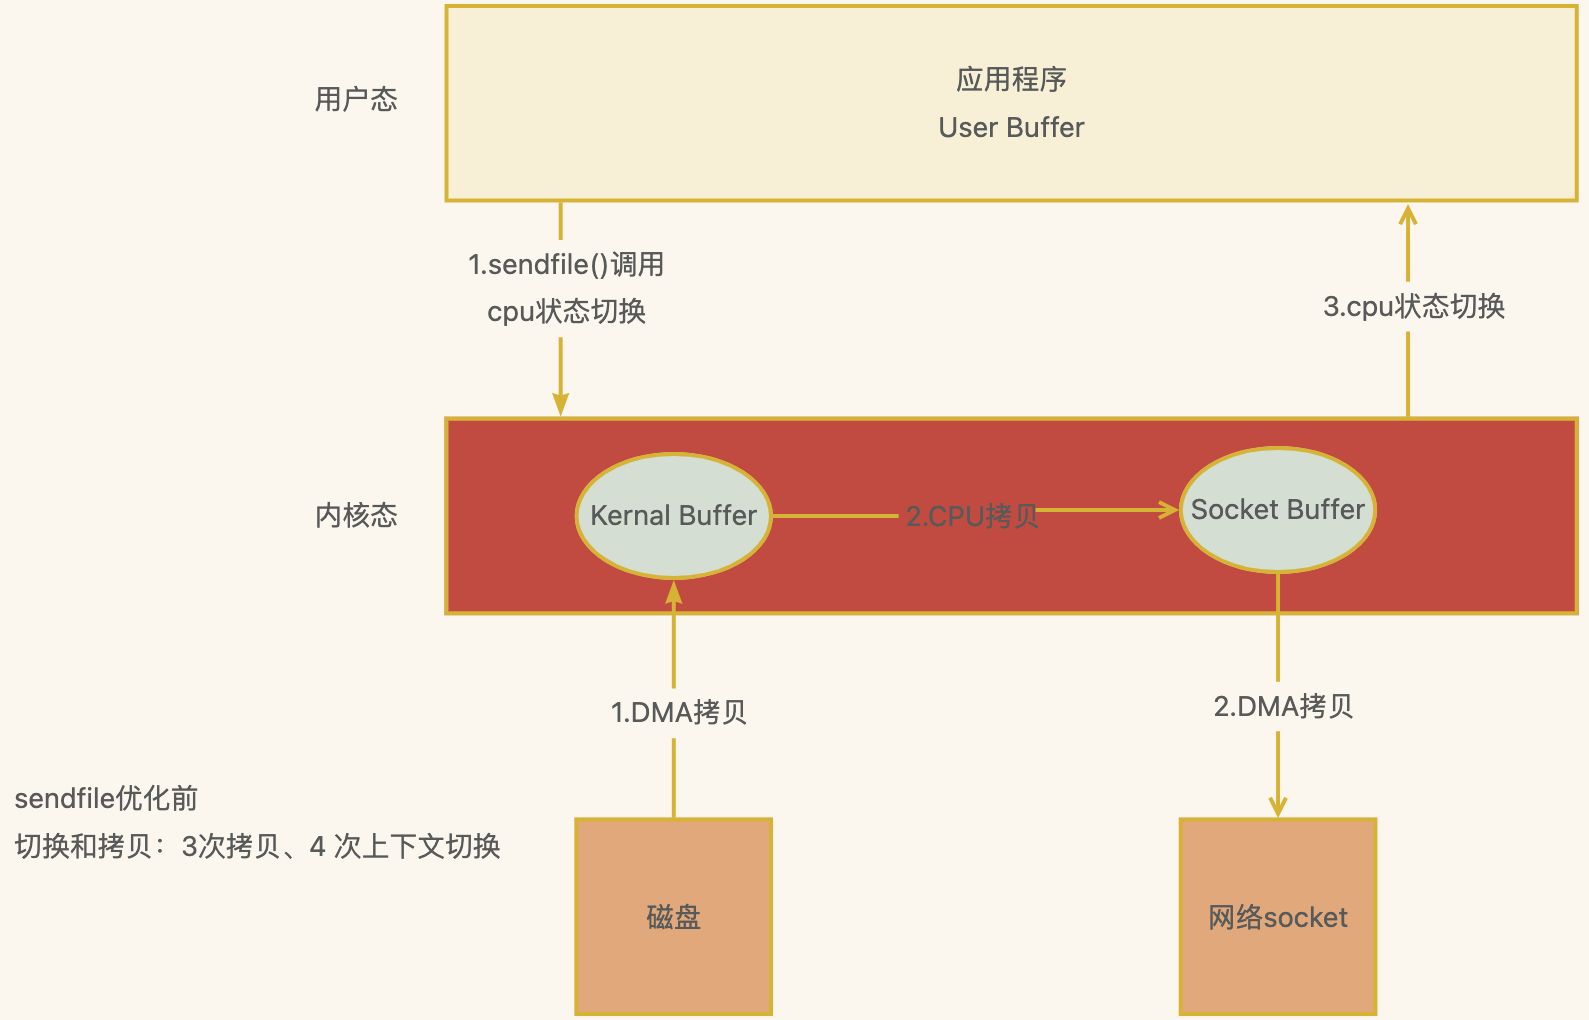 应用程序
User Buffer
用户态
1.sendfile()调用
cpu状态切换
3.cpu状态切换
内核态
Kernal Buffer
2.CPU拷贝
Socket Buffer
1.DMA拷贝
2.DMA拷贝
sendfile优化前
切换和拷贝：3次拷贝、4 次上下文切换
磁盘
网络socket